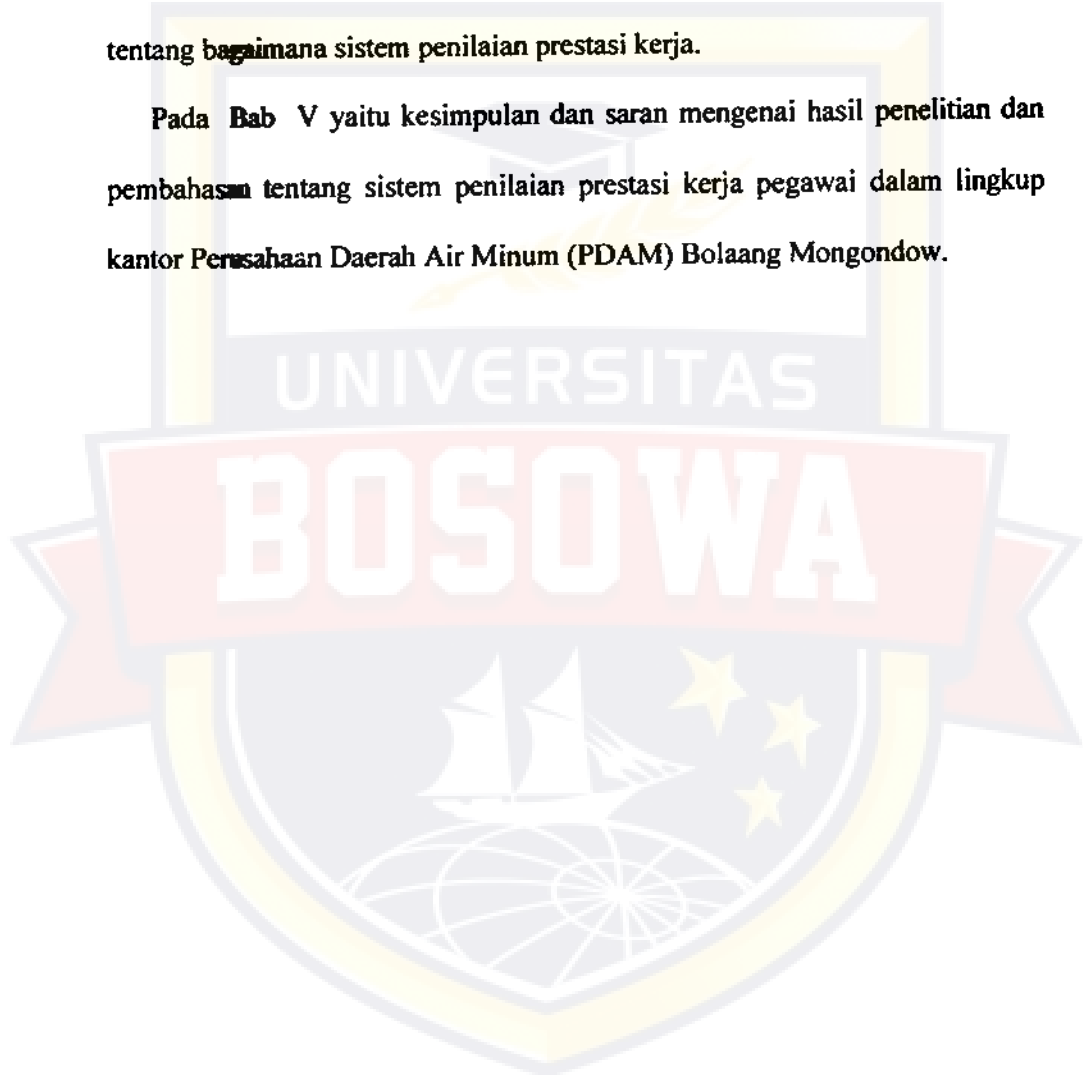 tentang bagaimana sistem penilaian prestasi kerja.
Pada Bab V yaitu kesimpulan dan saran mengenai hasil penelitian dan
pembahasan tentang sistem penilaian prestasi kerja pegawai dalam lingkup
kantor Perusahaan Daerah Air Minum (PDAM) Bolaang Mongondow.
UNIVERSITAS
BOSOWA